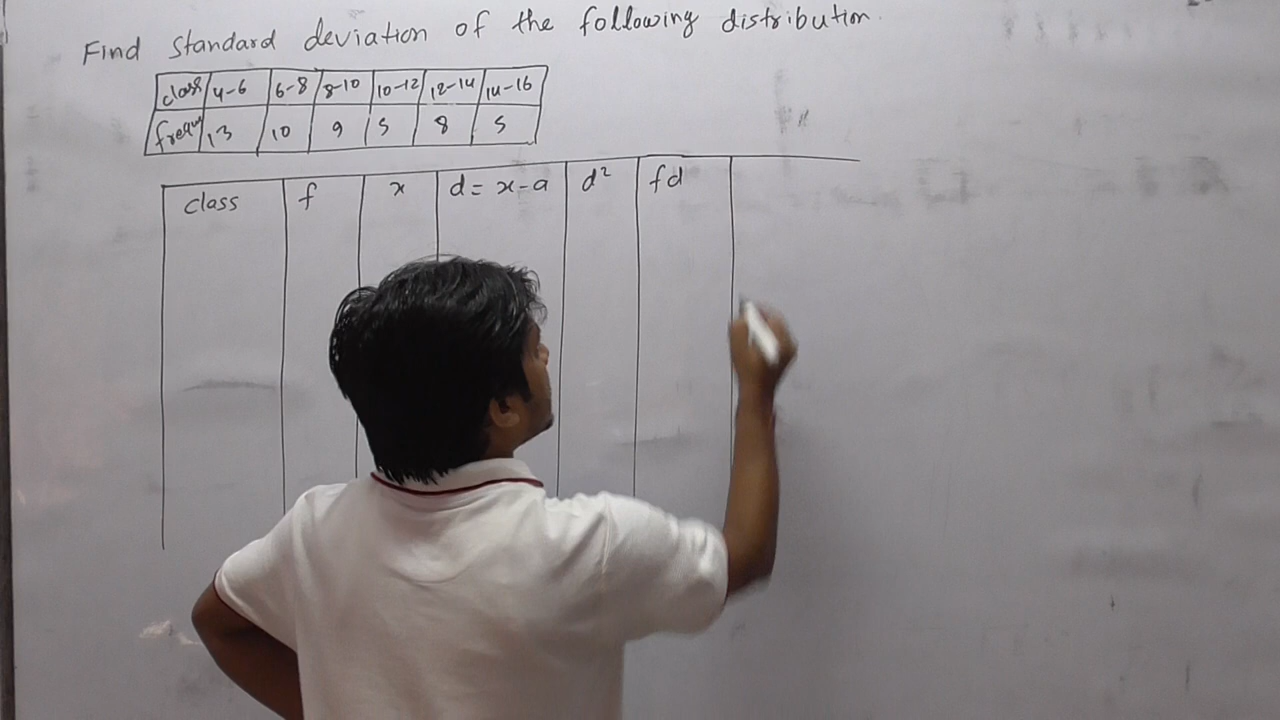 Find standard deviation of the following distribution.
class 4-6 6-8 8-10 10-12 12-14 14-16
frequ 13 10 9 5 8 5
class f x d = x-a d² fd